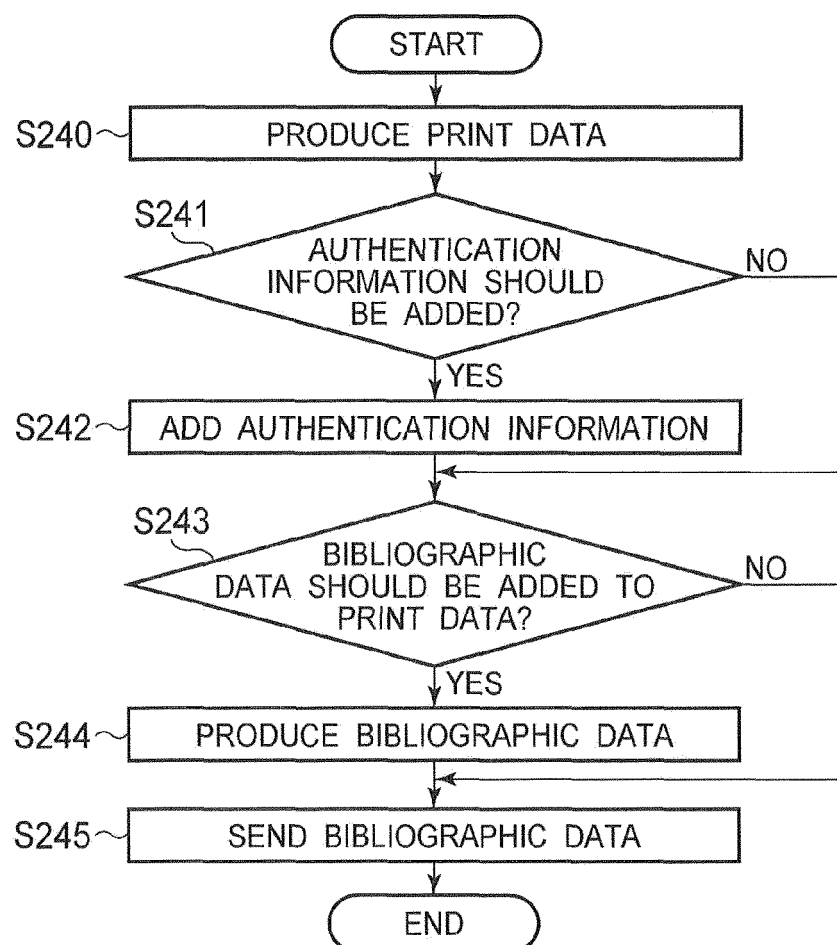 START
S240
PRODUCE PRINT DATA
S241
AUTHENTICATION
INFORMATION SHOULD
BE ADDED?
NO
YES
S242
ADD AUTHENTICATION INFORMATION
S243
BIBLIOGRAPHIC
DATA SHOULD BE ADDED TO
PRINT DATA?
NO
YES
S244
PRODUCE BIBLIOGRAPHIC DATA
S245
SEND BIBLIOGRAPHIC DATA
END